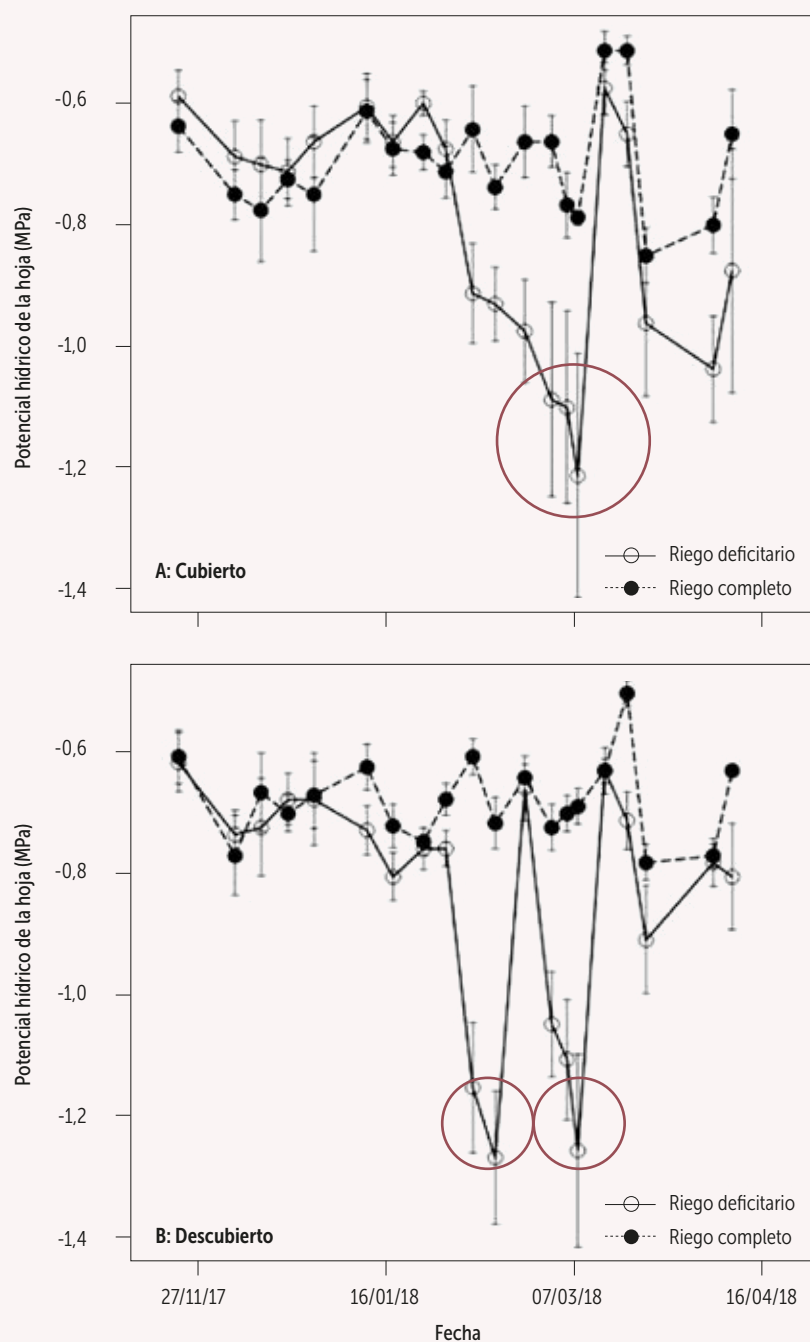 Potencial hídrico de la hoja (MPa)
-0,6
-0,8
-1,0
-1,2
-1,4
A: Cubierto
Riego deficitario
Riego completo
Potencial hídrico de la hoja (MPa)
-0,6
-0,8
-1,0
-1,2
-1,4
B: Descubierto
Riego deficitario
Riego completo
27/11/17 16/01/18 07/03/18 16/04/18
Fecha